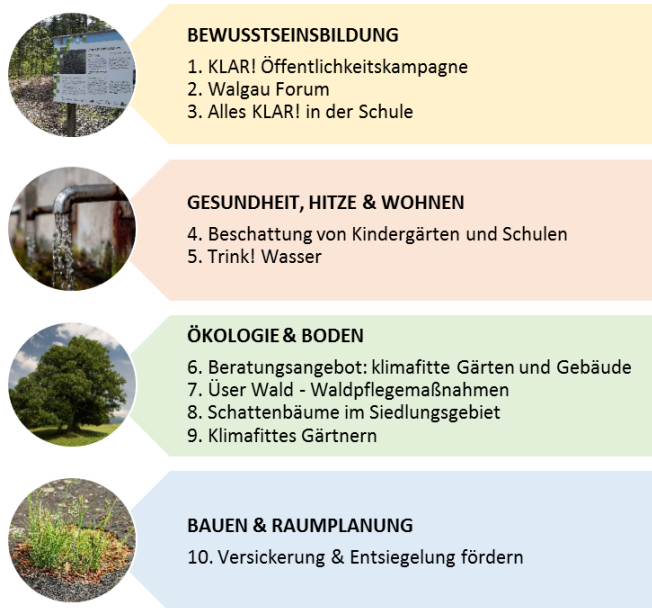 BEWUSSTSEINSBILDUNG
1. KLAR! Öffentlichkeitskampagne
2. Walgau Forum
3. Alles KLAR! in der Schule
GESUNDHEIT, HITZE & WOHNEN
4. Beschattung von Kindergärten und Schulen
5. Trink! Wasser
ÖKOLOGIE & BODEN
6. Beratungsangebot: klimafitte Gärten und Gebäude
7. Üser Wald - Waldpflegemaßnahmen
8. Schattenbäume im Siedlungsgebiet
9. Klimafittes Gärtnern
BAUEN & RAUMPLANUNG
10. Versickerung & Entsiegelung fördern